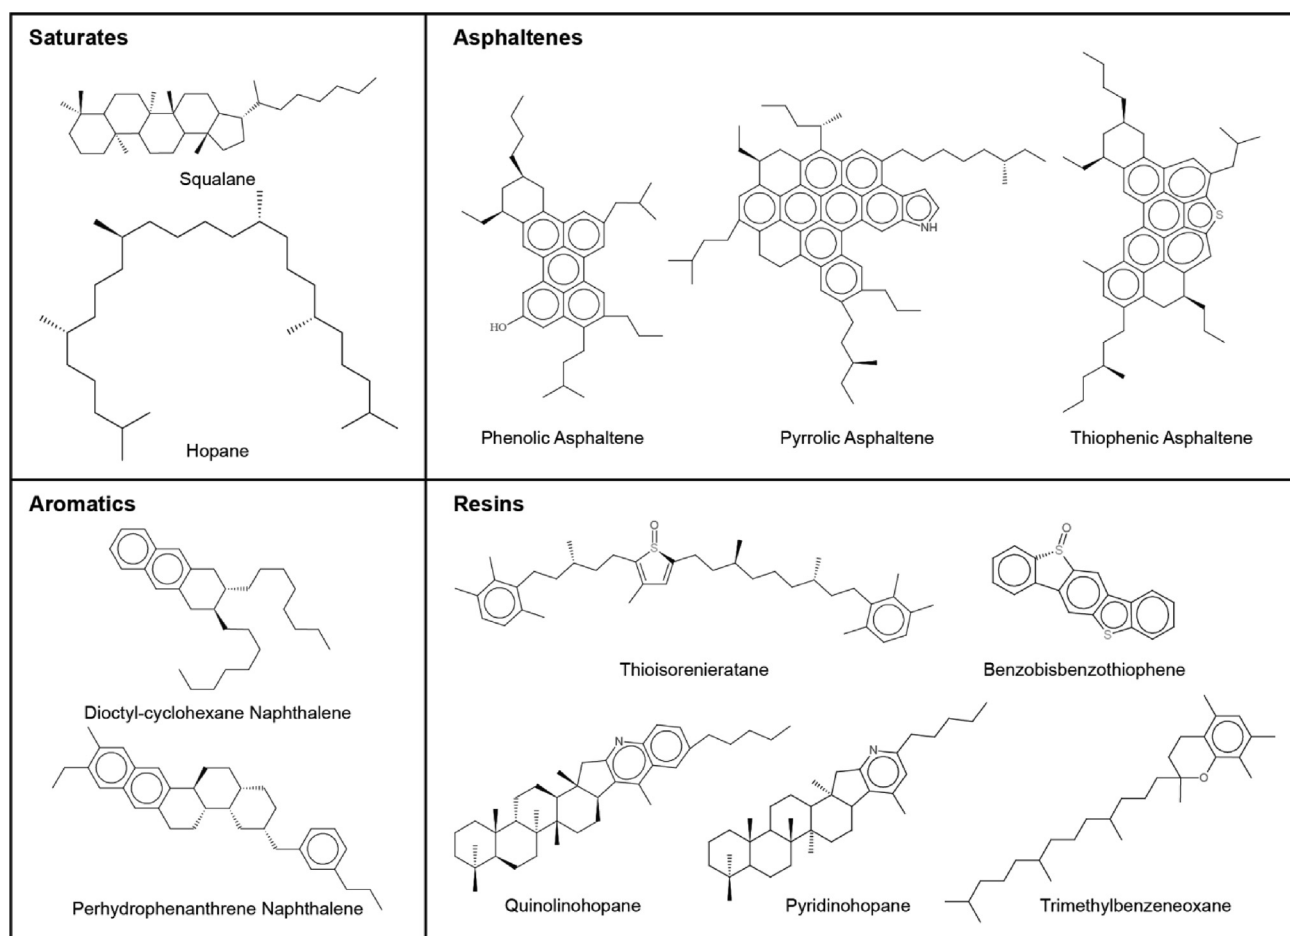 Saturates
Squalane
Hopane
Asphaltenes
HO
NH
S
Phenolic Asphaltene
Pyrrolic Asphaltene
Thiophenic Asphaltene
Aromatics
Dioctyl-cyclohexane Naphthalene
Perhydrophenanthrene Naphthalene
Resins
O
S
Thioisorenieratane
O
S
S
Benzobisbenzothiophene
N
Quinolinohopane
N
Pyridinohopane
O
Trimethylbenzeneoxane